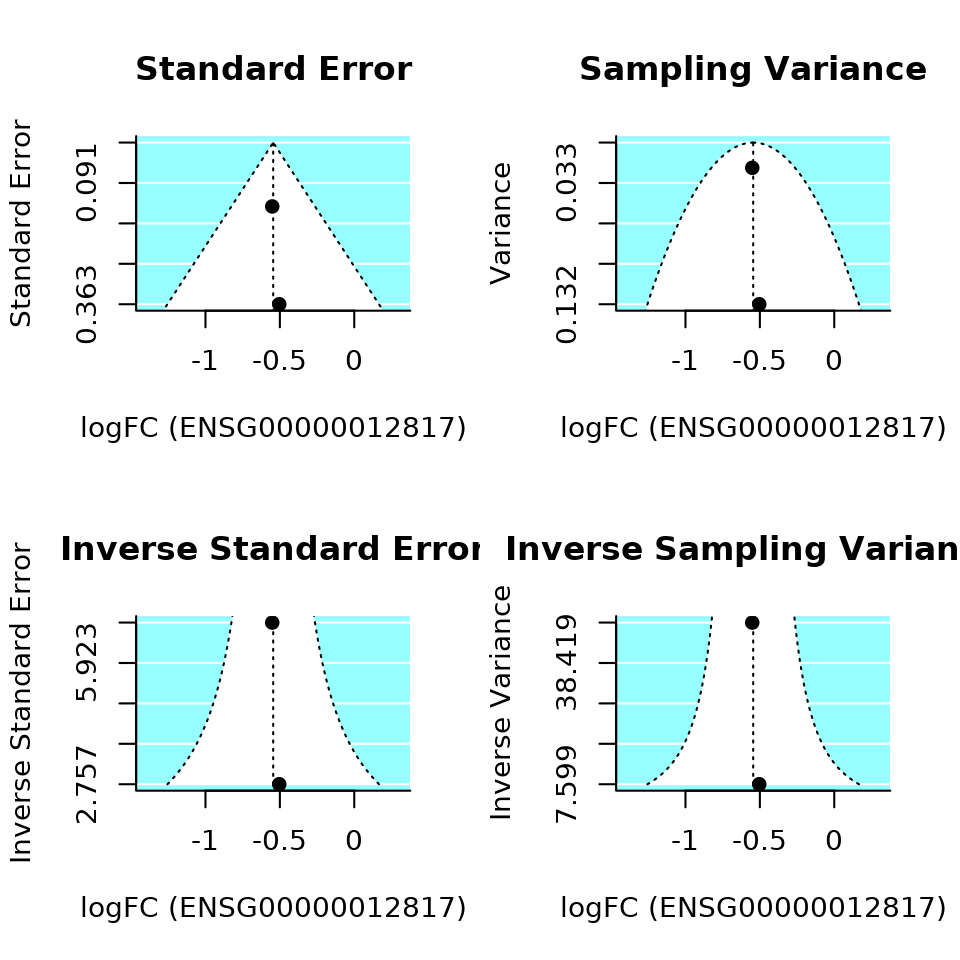 Standard Error
Standard Error
0.091
0.363
-1 -0.5 0
logFC (ENSG00000012817)
Sampling Variance
Variance
0.033
0.132
-1 -0.5 0
logFC (ENSG00000012817)
Inverse Standard Error
Inverse Standard Error
5.923
2.757
-1 -0.5 0
logFC (ENSG00000012817)
Inverse Sampling Varian
Inverse Variance
38.419
7.599
-1 -0.5 0
logFC (ENSG00000012817)